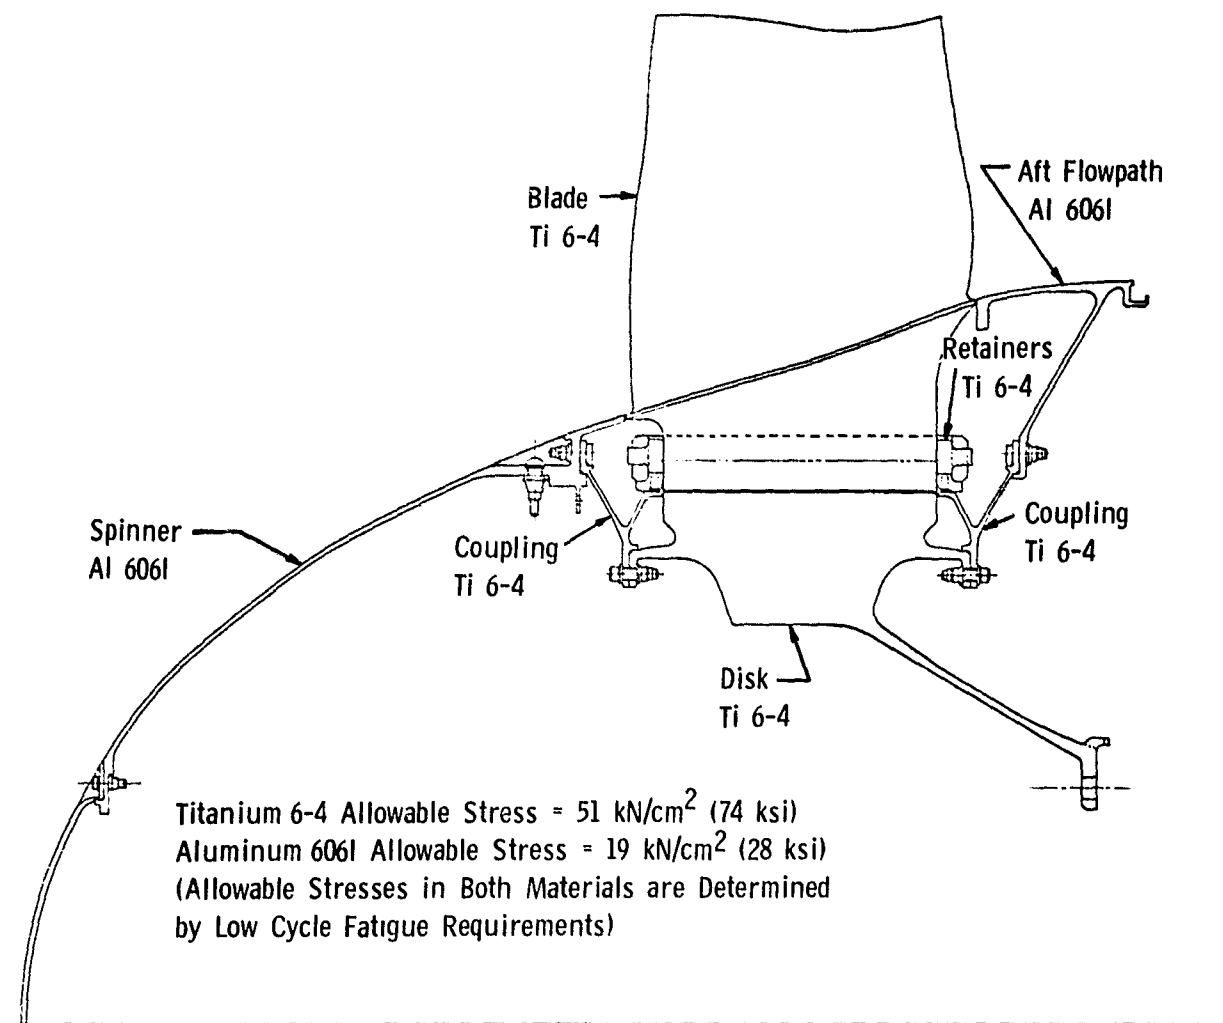 Aft Flowpath
Al 6061
Blade
Ti 6-4
Retainers
Ti 6-4
Spinner
Al 6061
Coupling
Ti 6-4
Coupling
Ti 6-4
Disk
Ti 6-4
Titanium 6-4 Allowable Stress = 51 kN/cm² (74 ksi)
Aluminum 6061 Allowable Stress = 19 kN/cm² (28 ksi)
(Allowable Stresses in Both Materials are Determined
by Low Cycle Fatigue Requirements)